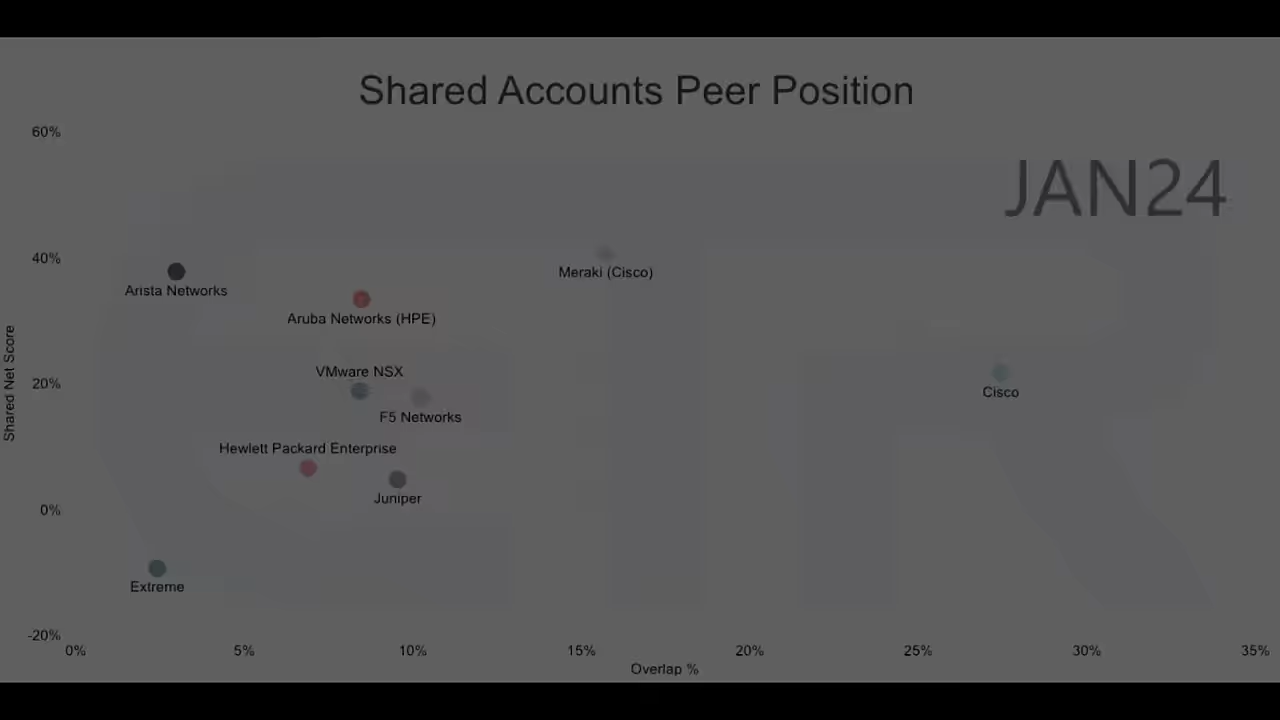 Shared Accounts Peer Position
60%
JAN24
40%
Meraki (Cisco)
Arista Networks
Aruba Networks (HPE)
Shared Net Score
VMware NSX
20%
Cisco
F5 Networks
Hewlett Packard Enterprise
Juniper
0%
Extreme
-20%
0% 5% 10% 15% 20% 25% 30% 35%
Overlap %
ETR